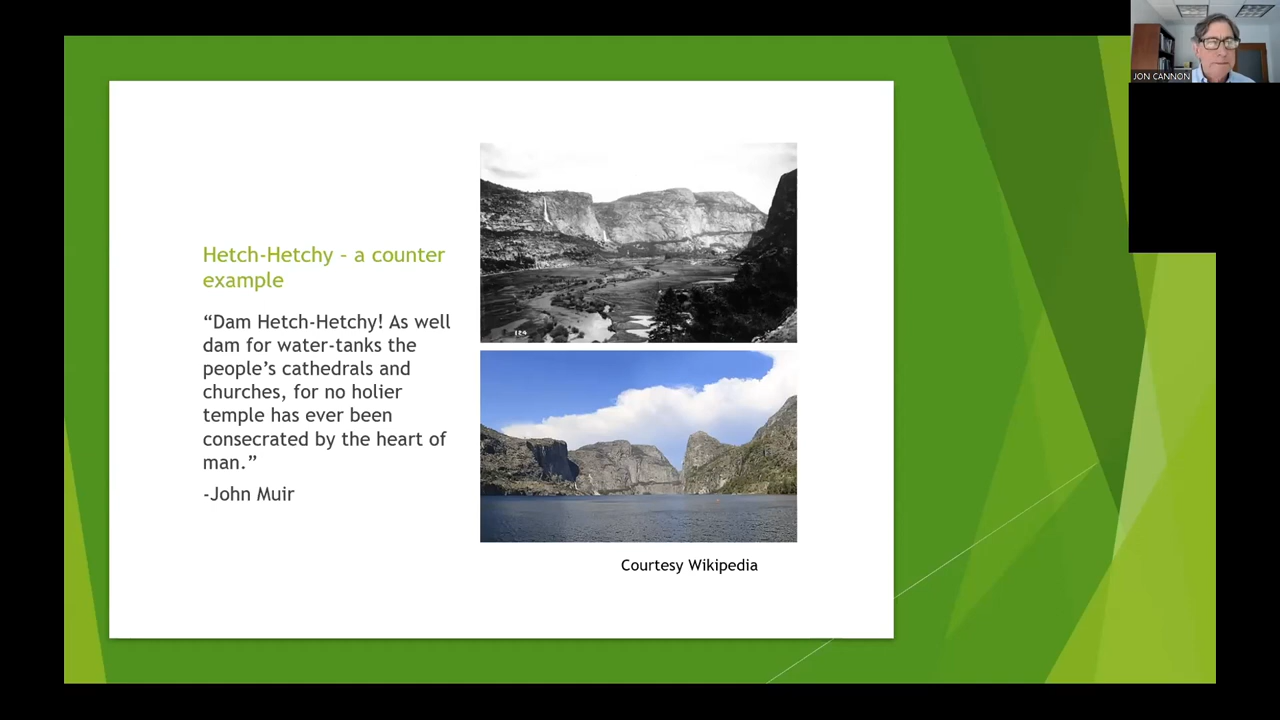 JON CANNON
Hetch-Hetchy - a counter
example
“Dam Hetch-Hetchy! As well
dam for water-tanks the
people’s cathedrals and
churches, for no holier
temple has ever been
consecrated by the heart of
man.”
-John Muir
124
Courtesy Wikipedia